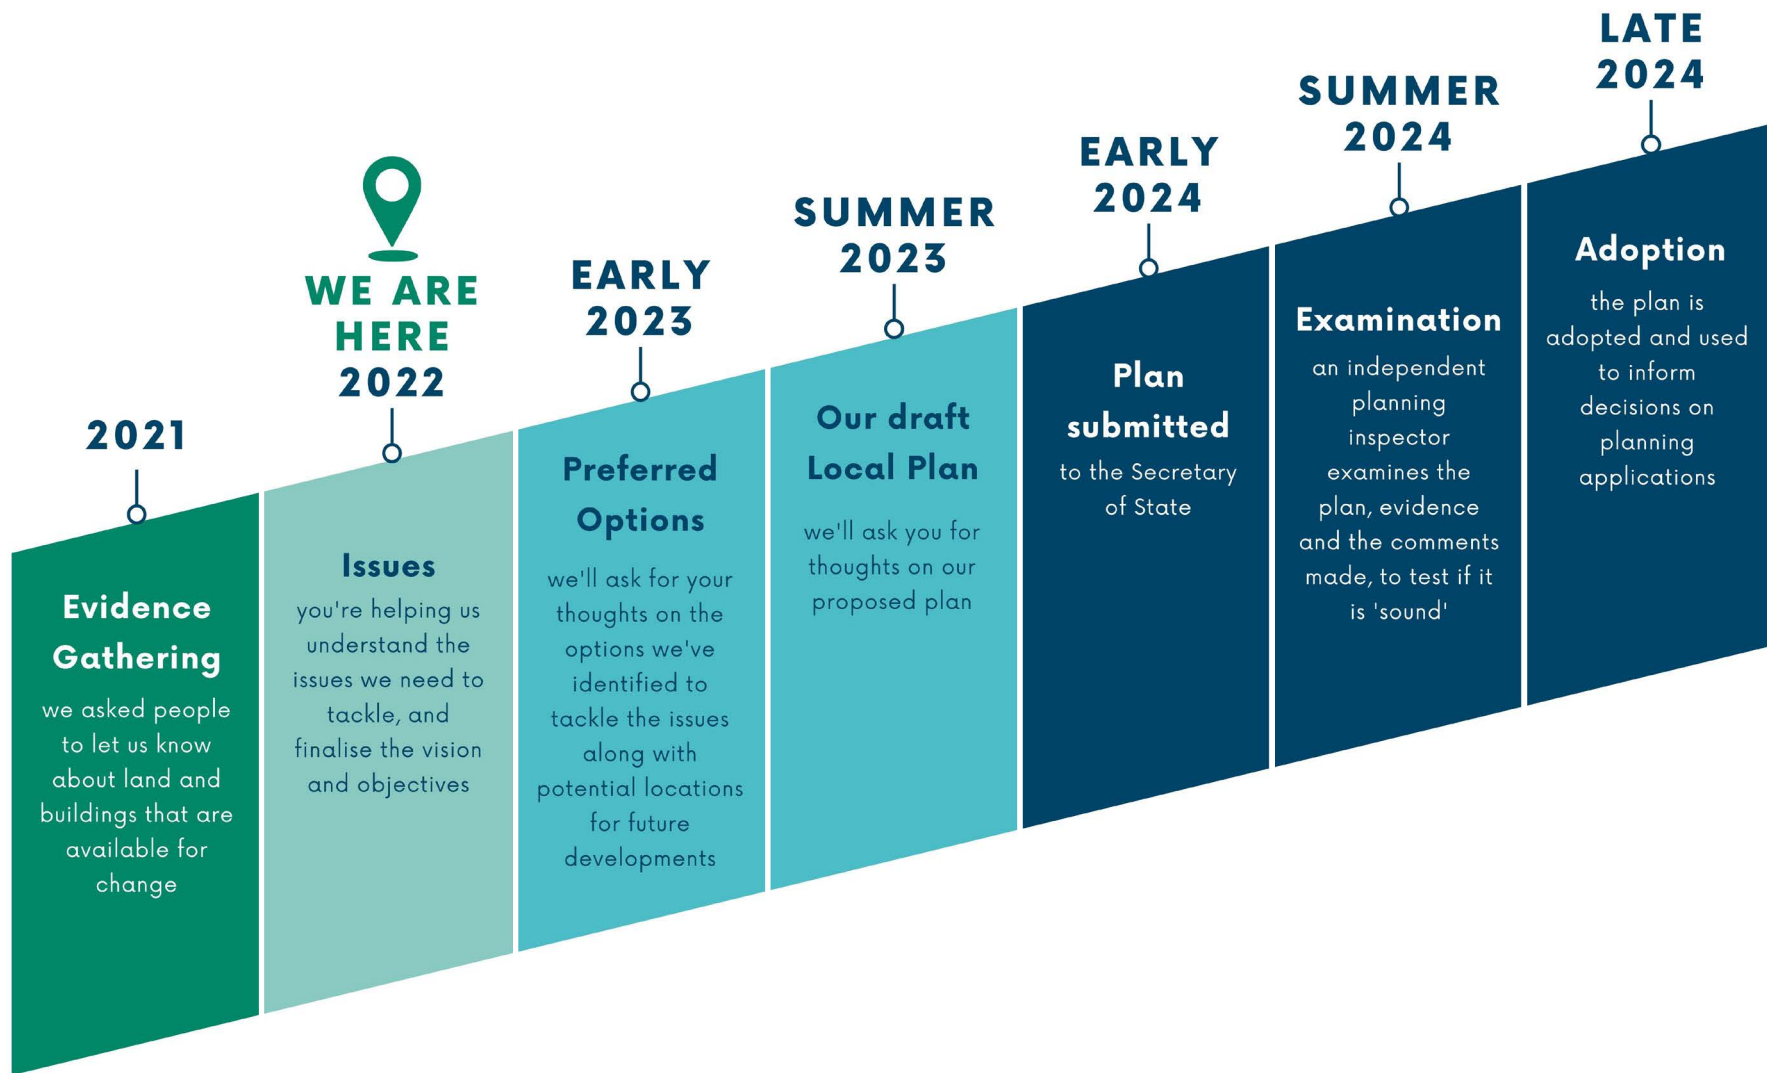 2021
Evidence
Gathering
we asked people
to let us know
about land and
buildings that are
available for
change
WE ARE
HERE
2022
Issues
you're helping us
understand the
issues we need to
tackle, and
finalise the vision
and objectives
EARLY
2023
Preferred
Options
we'll ask for your
thoughts on the
options we've
identified to
tackle the issues
along with
potential locations
for future
developments
SUMMER
2023
Our draft
Local Plan
we'll ask you for
thoughts on our
proposed plan
EARLY
2024
Plan
submitted
to the Secretary
of State
SUMMER
2024
Examination
an independent
planning
inspector
examines the
plan, evidence
and the comments
made, to test if it
is 'sound'
LATE
2024
Adoption
the plan is
adopted and used
to inform
decisions on
planning
applications